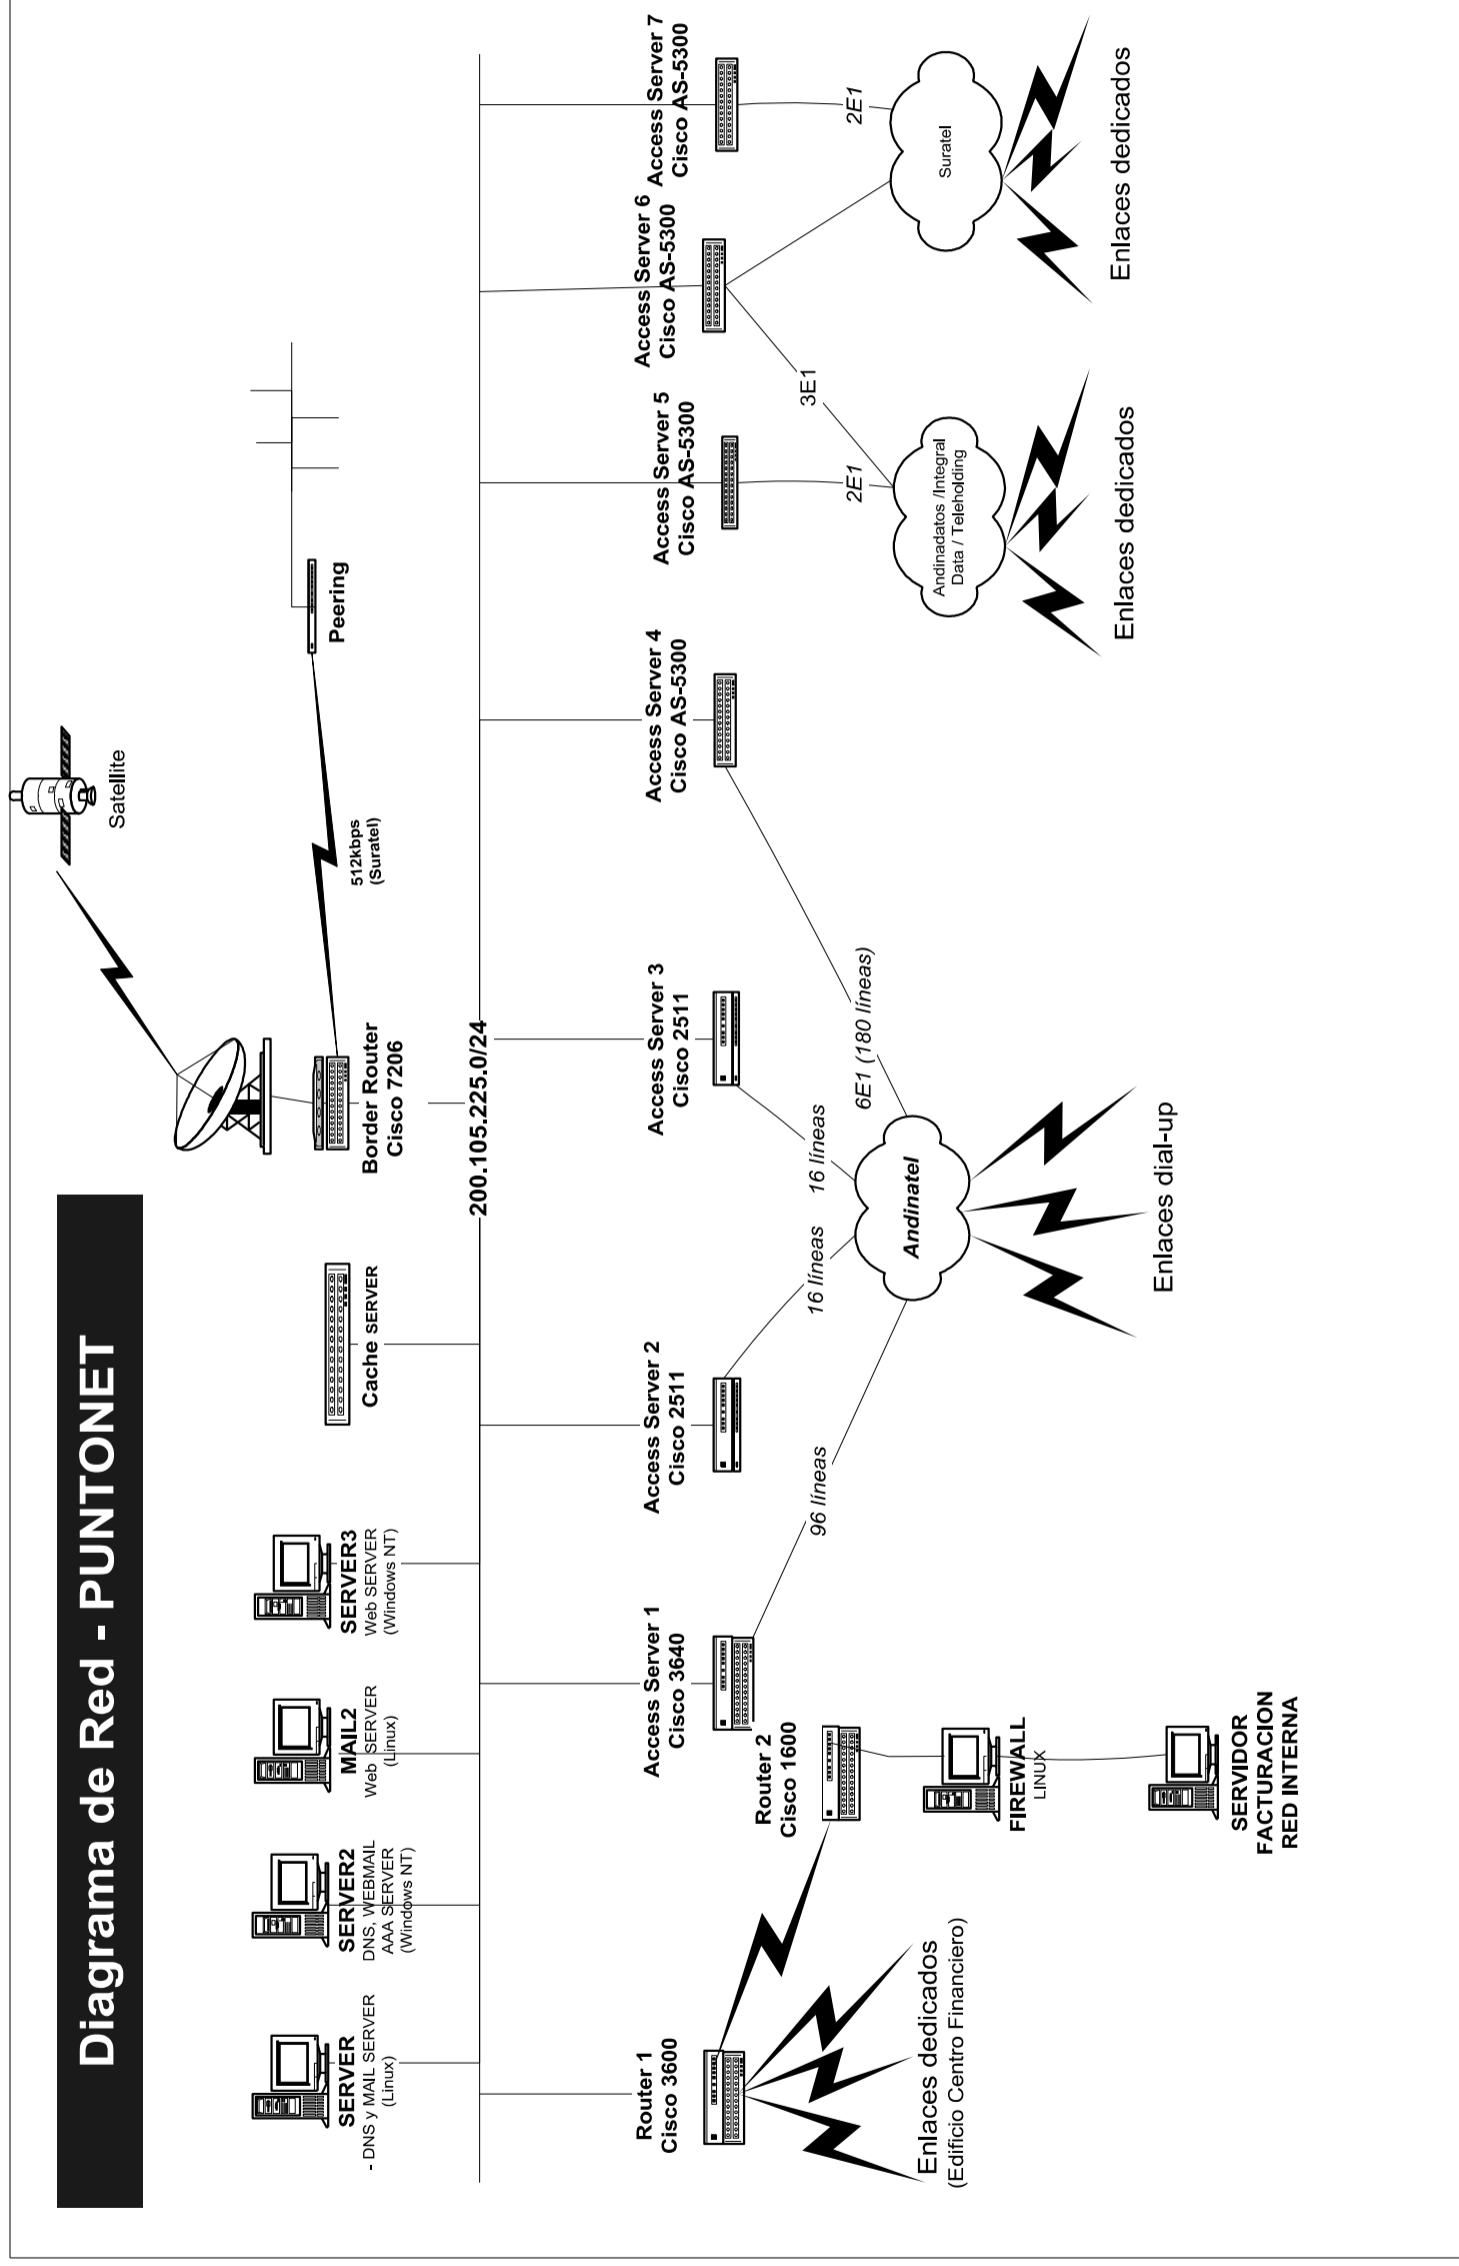 Diagrama de Red - PUNTONET
Satellite
Peering
512kbps
(Suratel)
Border Router
Cisco 7206
SERVER
- DNS y MAIL SERVER
(Linux)
SERVER2
DNS, WEBMAIL
AAA SERVER
(Windows NT)
MAIL2
Web SERVER
(Linux)
SERVER3
Web SERVER
(Windows NT)
Cache SERVER
200.105.225.0/24
Router 1
Cisco 3600
Access Server 1
Cisco 3640
Access Server 2
Cisco 2511
Access Server 3
Cisco 2511
Access Server 4
Cisco AS-5300
Access Server 5
Cisco AS-5300
Access Server 6
Cisco AS-5300
Access Server 7
Cisco AS-5300
Router 2
Cisco 1600
96 líneas
16 líneas
16 líneas
6E1 (180 líneas)
2E1
3E1
2E1
Andinatel
Andinadatos /Integral
Data / Teleholding
Suratel
Enlaces dedicados
(Edificio Centro Financiero)
FIREWALL
LINUX
Enlaces dial-up
Enlaces dedicados
Enlaces dedicados
SERVIDOR
FACTURACION
RED INTERNA